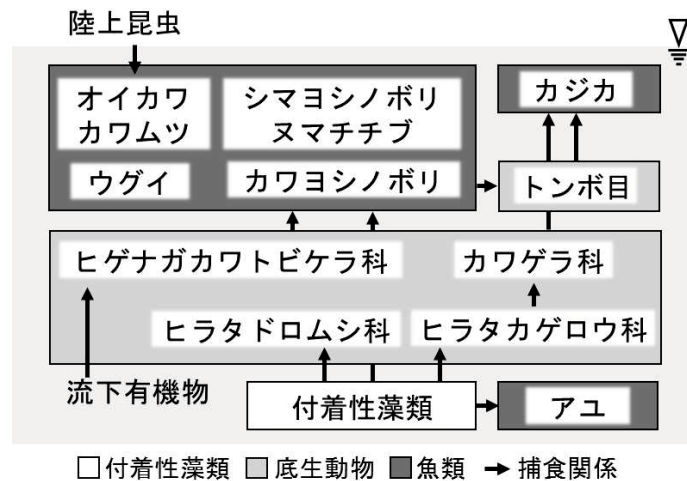 陸上昆虫
オイカワ
カワムツ
シマヨシノボリ
ヌマチチブ
カジカ
ウグイ
カワヨシノボリ
トンボ目
ヒゲナガカワトビケラ科
カワゲラ科
ヒラタドロムシ科
ヒラタカゲロウ科
流下有機物
付着性藻類
アユ
付着性藻類 底生動物 魚類 捕食関係